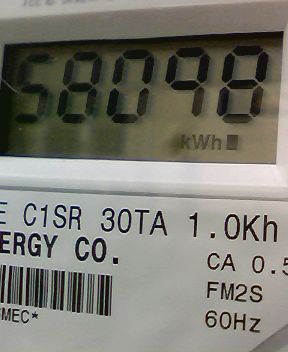 58098
kWh
E C1SR 30TA 1.0Kh
ERGY CO.
CA 0.5
FM2S
MEC*
60Hz